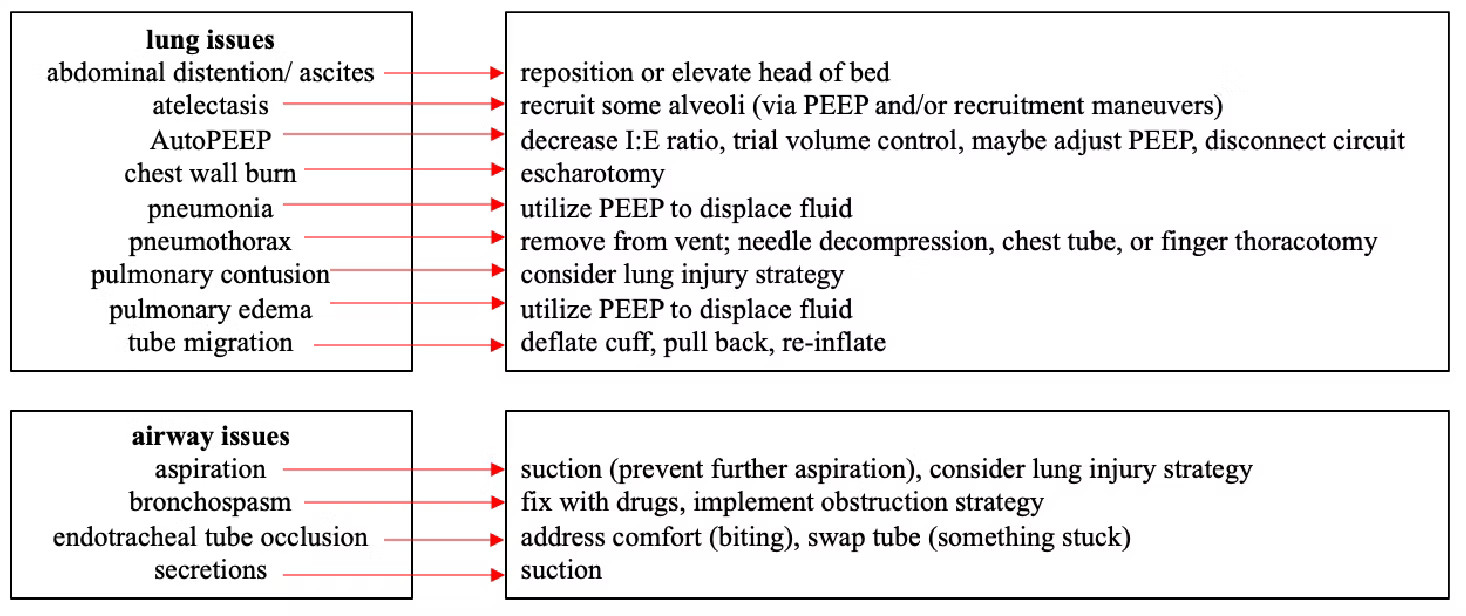 lung issues
abdominal distention/ ascites reposition or elevate head of bed
atelectasis recruit some alveoli (via PEEP and/or recruitment maneuvers)
AutoPEEP decrease I:E ratio, trial volume control, maybe adjust PEEP, disconnect circuit
chest wall burn escharotomy
pneumonia utilize PEEP to displace fluid
pneumothorax remove from vent; needle decompression, chest tube, or finger thoracotomy
pulmonary contusion consider lung injury strategy
pulmonary edema utilize PEEP to displace fluid
tube migration deflate cuff, pull back, re-inflate
airway issues
aspiration suction (prevent further aspiration), consider lung injury strategy
bronchospasm fix with drugs, implement obstruction strategy
endotracheal tube occlusion address comfort (biting), swap tube (something stuck)
secretions suction